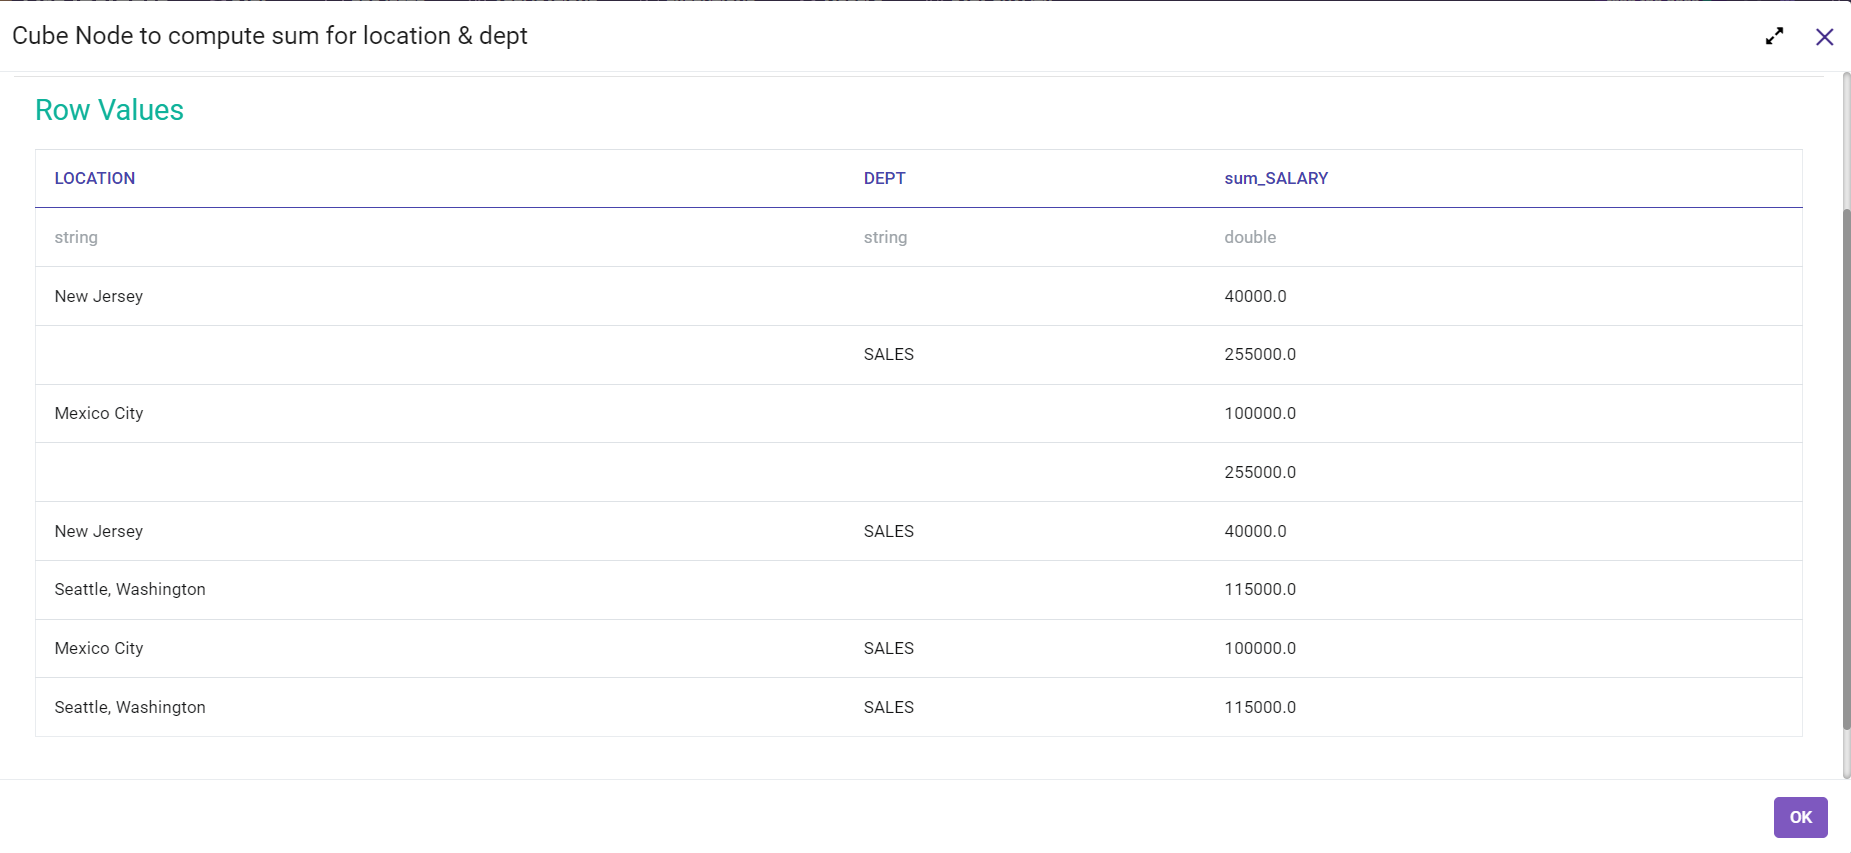 Cube Node to compute sum for location & dept
Row Values
LOCATION DEPT sum_SALARY
string string double
New Jersey 40000.0
SALES 255000.0
Mexico City 100000.0
255000.0
New Jersey SALES 40000.0
Seattle, Washington 115000.0
Mexico City SALES 100000.0
Seattle, Washington SALES 115000.0
OK